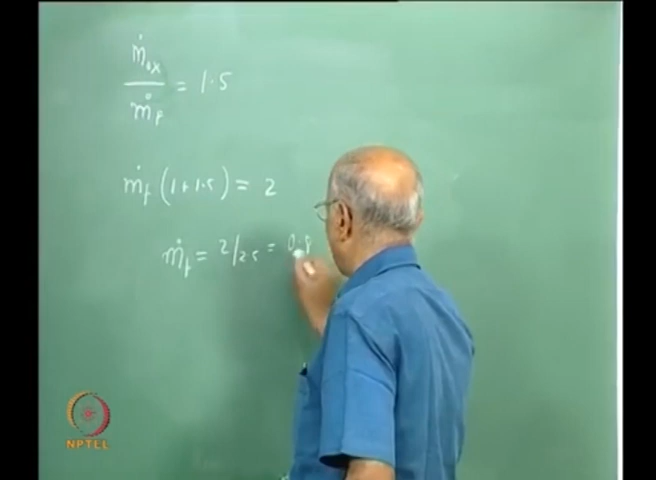 ṁₒₓ
ṁf = 1.5
ṁf (1+1.5) = 2
ṁf = 2/2.5 = 0.8
NPTEL